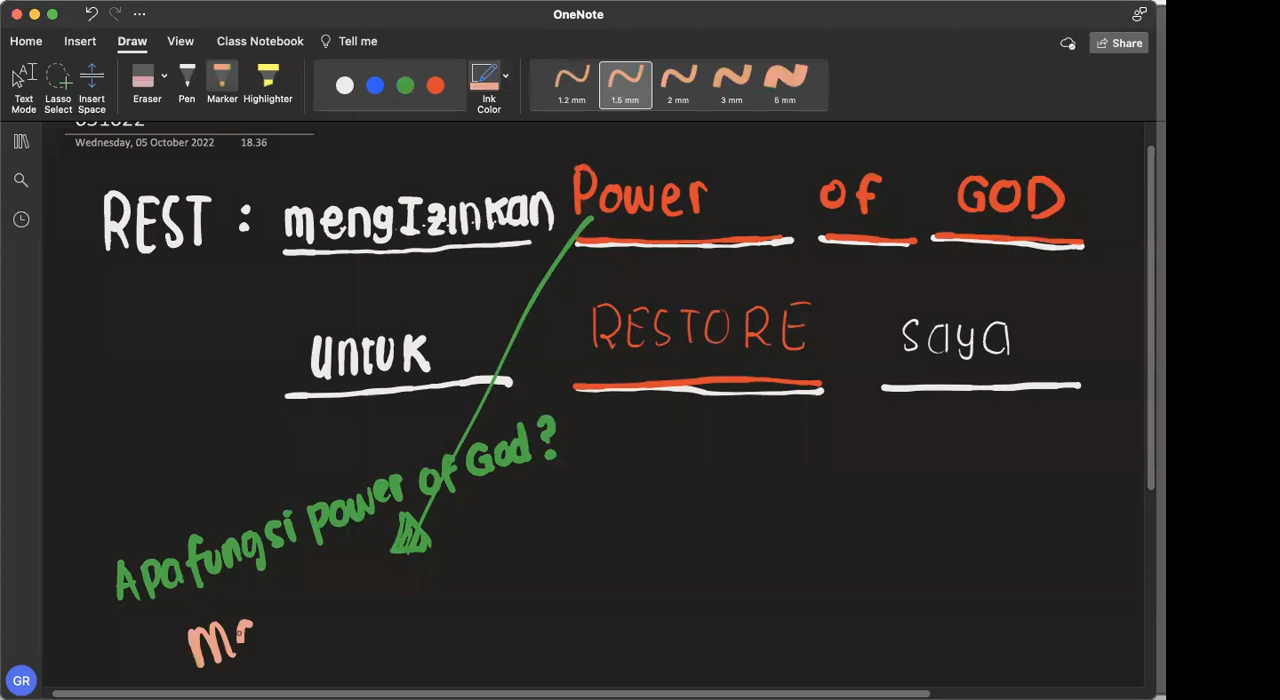 OneNote
Home Insert Draw View Class Notebook Tell me
Share
Text Mode
Lasso Select
Insert Space
Eraser
Pen
Marker
Highlighter
Ink Color
1.2 mm
1.5 mm
2 mm
3 mm
5 mm
051022
Wednesday, 05 October 2022 18.36
REST : mengIzinkan Power of GOD
untuk RESTORE saya
Apa fungsi power of God?
GR